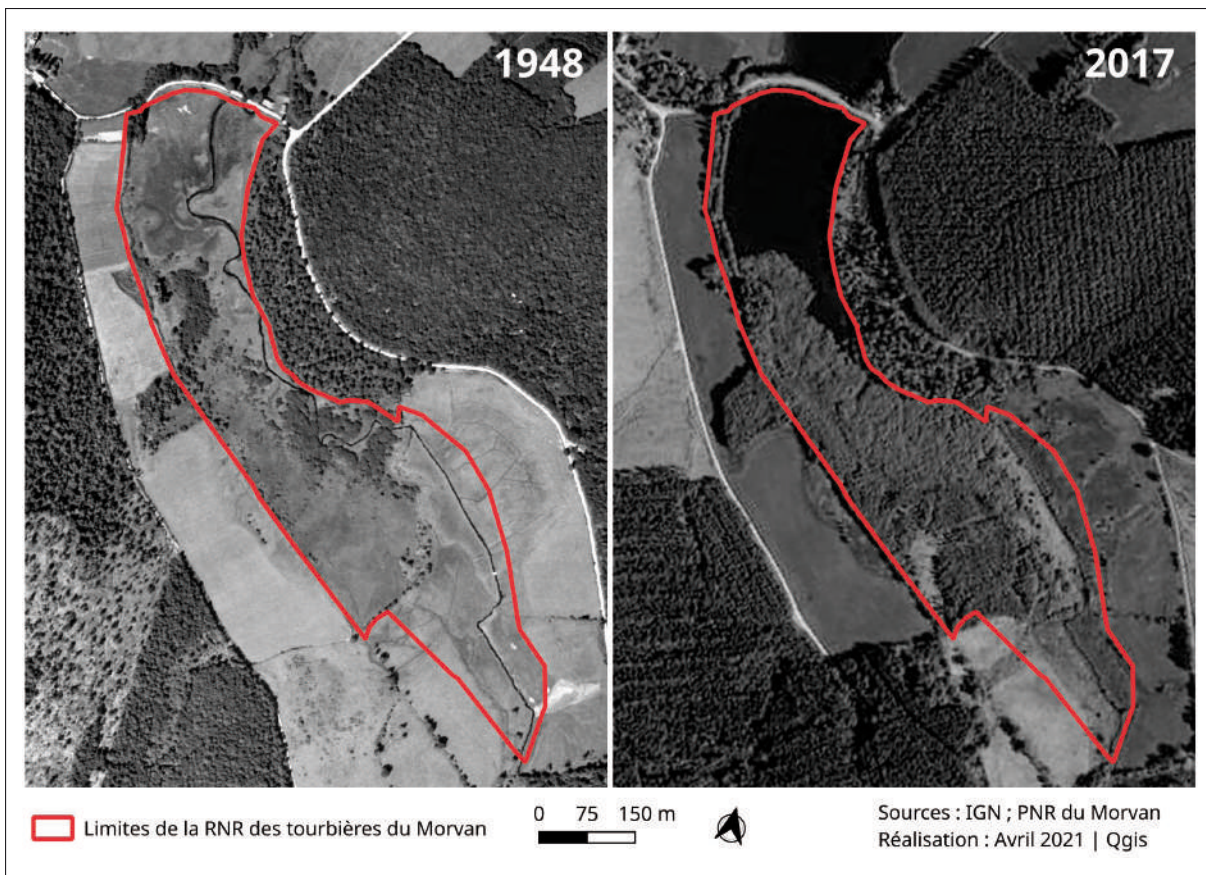 1948
2017
Limites de la RNR des tourbières du Morvan
0 75 150 m
Sources : IGN ; PNR du Morvan
Réalisation : Avril 2021 | Qgis